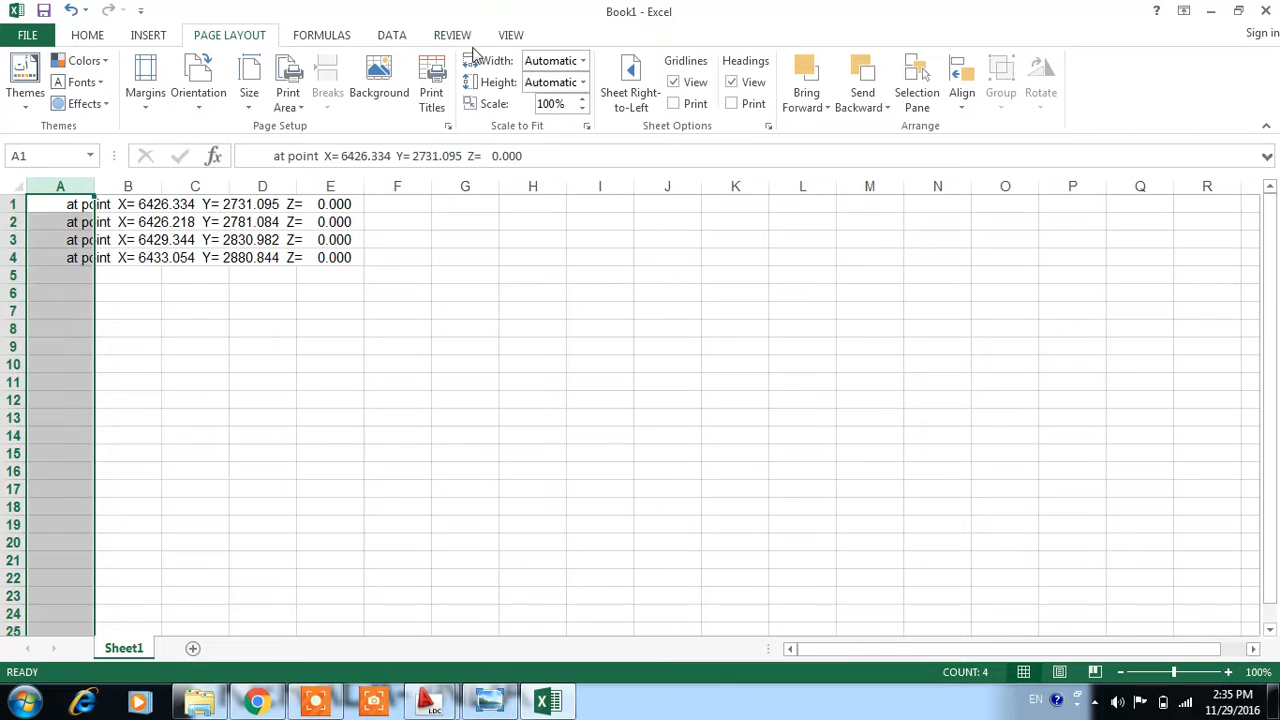 Book1 - Excel
?
FILE HOME INSERT PAGE LAYOUT FORMULAS DATA REVIEW VIEW Sign in
Colors Width: Automatic Gridlines Headings
Fonts Height: Automatic View View
Effects Scale: 100% Print Print
Themes Margins Orientation Size Print Area Breaks Background Print Titles Sheet Right-to-Left Bring Forward Send Backward Selection Pane Align Group Rotate
Themes Page Setup Scale to Fit Sheet Options Arrange
A1 fx at point X= 6426.334 Y= 2731.095 Z= 0.000
A B C D E F G H I J K L M N O P Q R
1 at point X= 6426.334 Y= 2731.095 Z= 0.000
2 at point X= 6426.218 Y= 2781.084 Z= 0.000
3 at point X= 6429.344 Y= 2830.982 Z= 0.000
4 at point X= 6433.054 Y= 2880.844 Z= 0.000
5
6
7
8
9
10
11
12
13
14
15
16
17
18
19
20
21
22
23
24
25
Sheet1
READY COUNT: 4 100%
LDC EN 2:35 PM
11/29/2016